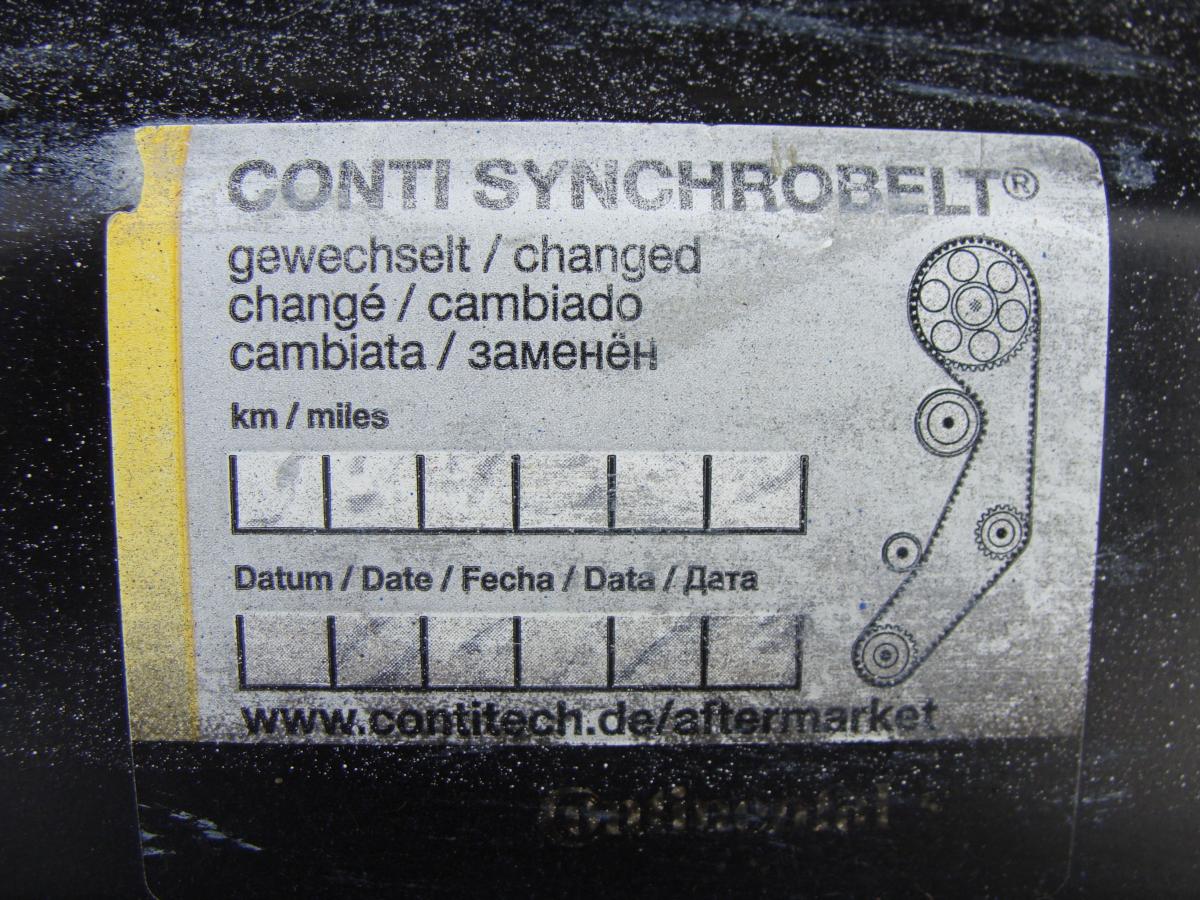 CONTI SYNCHROBELT®
gewechselt / changed
changé / cambiado
cambiata / заменён
km / miles
Datum / Date / Fecha / Data / Дата
www.contitech.de/aftermarket
Continental